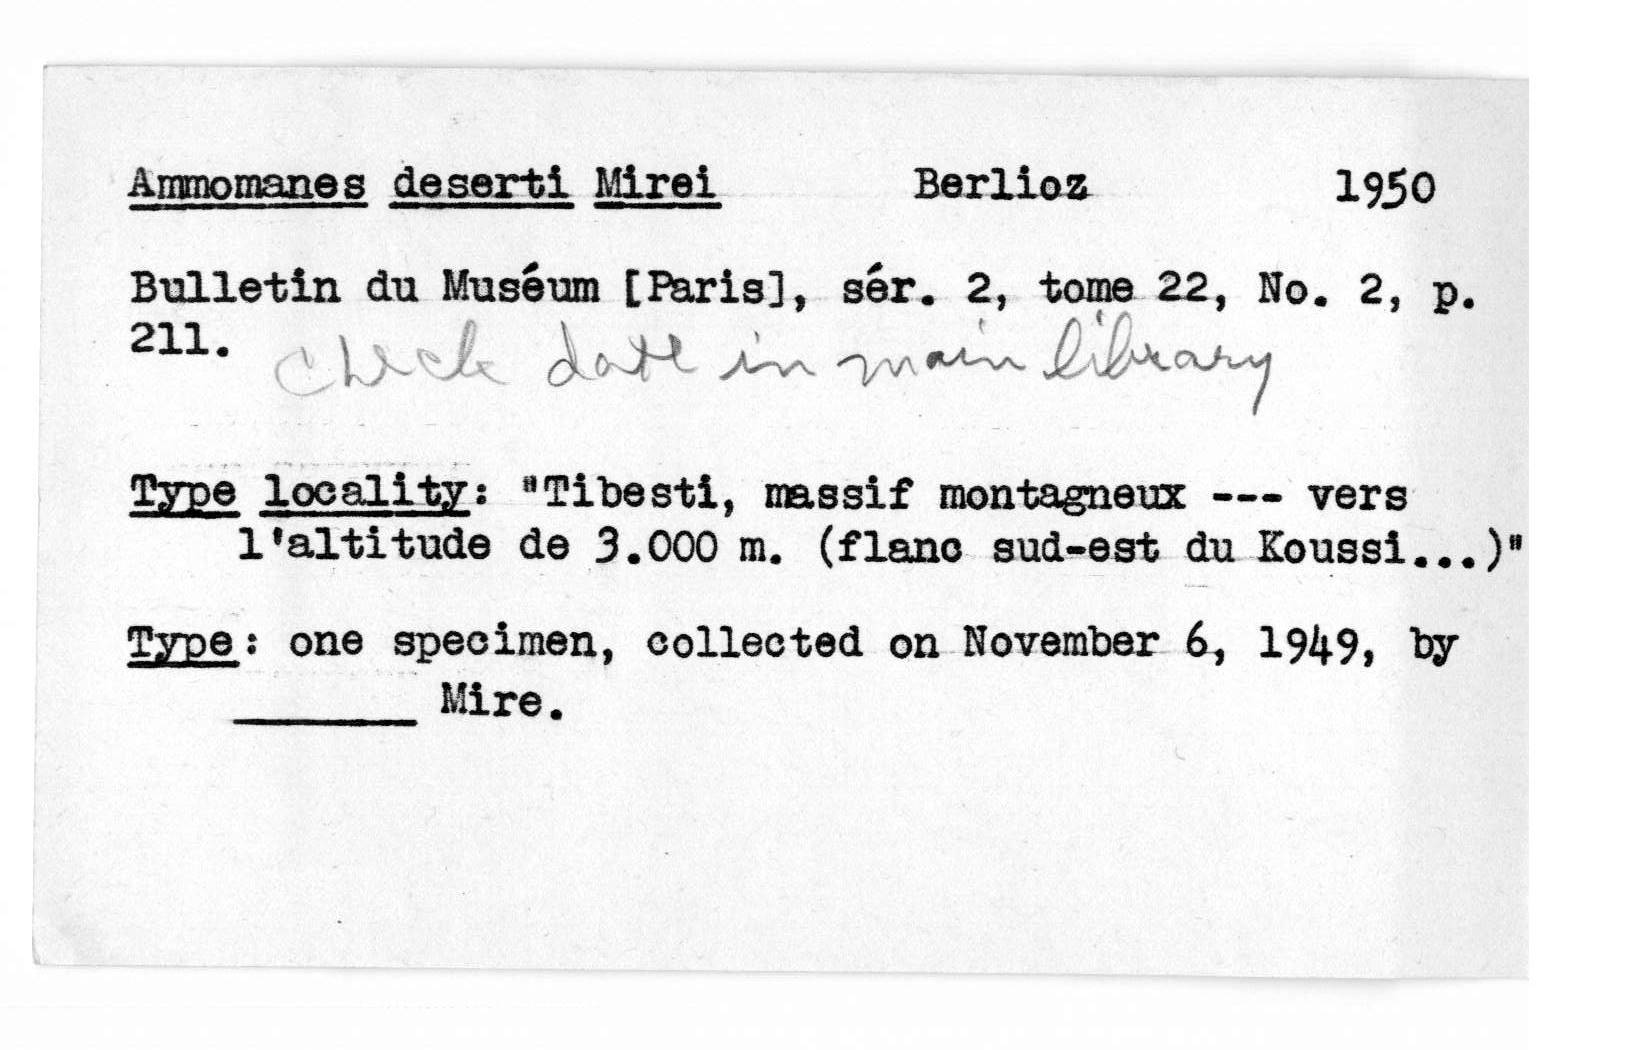 Ammomanes deserti Mirei Berlioz 1950
Bulletin du Muséum [Paris], sér. 2, tome 22, No. 2, p.
211.
check date in main library
Type locality: "Tibesti, massif montagneux --- vers
l'altitude de 3.000 m. (flanc sud-est du Koussi...)"
Type: one specimen, collected on November 6, 1949, by
______ Mire.